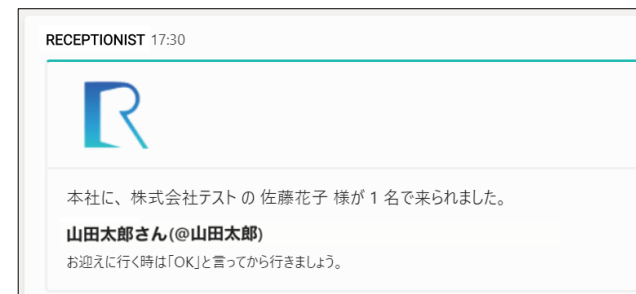 RECEPTIONIST 17:30
R
本社に、株式会社テスト の 佐藤花子 様が 1 名で来られました。
山田太郎さん(@山田太郎)
お迎えに行く時は「OK」と言ってから行きましょう。